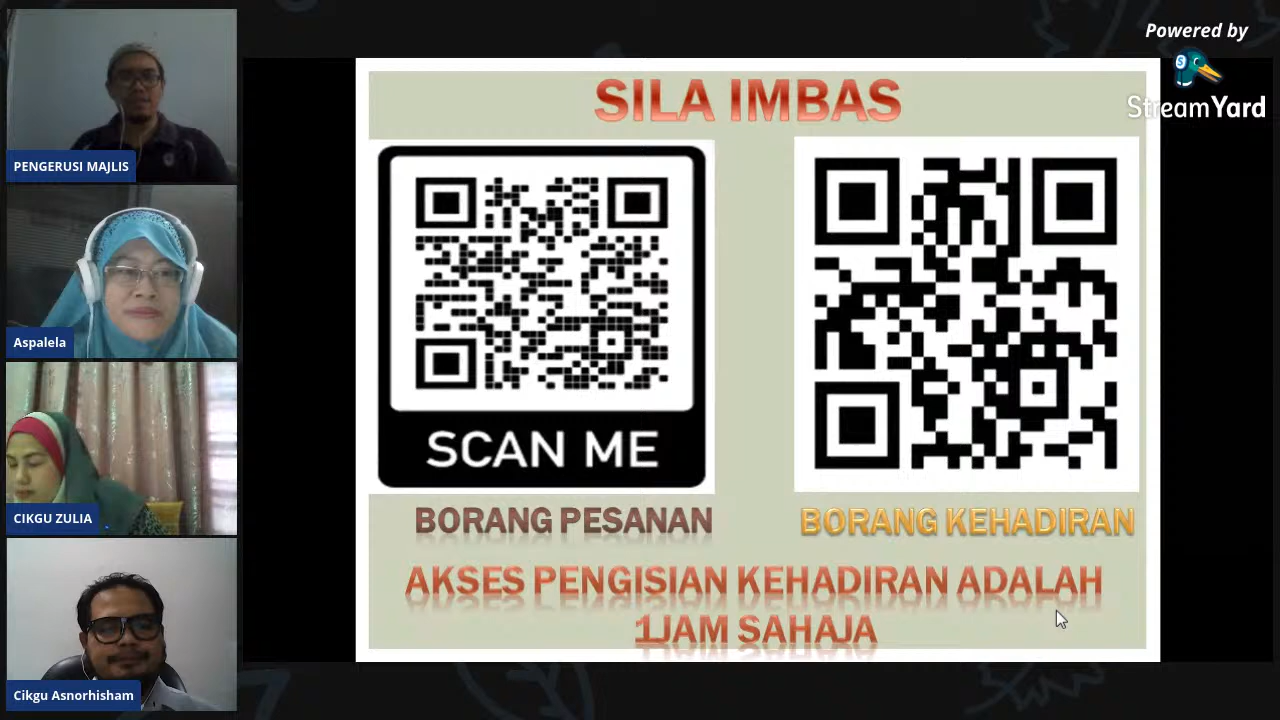 Powered by
StreamYard
PENGERUSI MAJLIS
Aspalela
CIKGU ZULIA
Cikgu Asnorhisham
SILA IMBAS
SCAN ME
BORANG PESANAN
BORANG KEHADIRAN
AKSES PENGISIAN KEHADIRAN ADALAH
1JAM SAHAJA